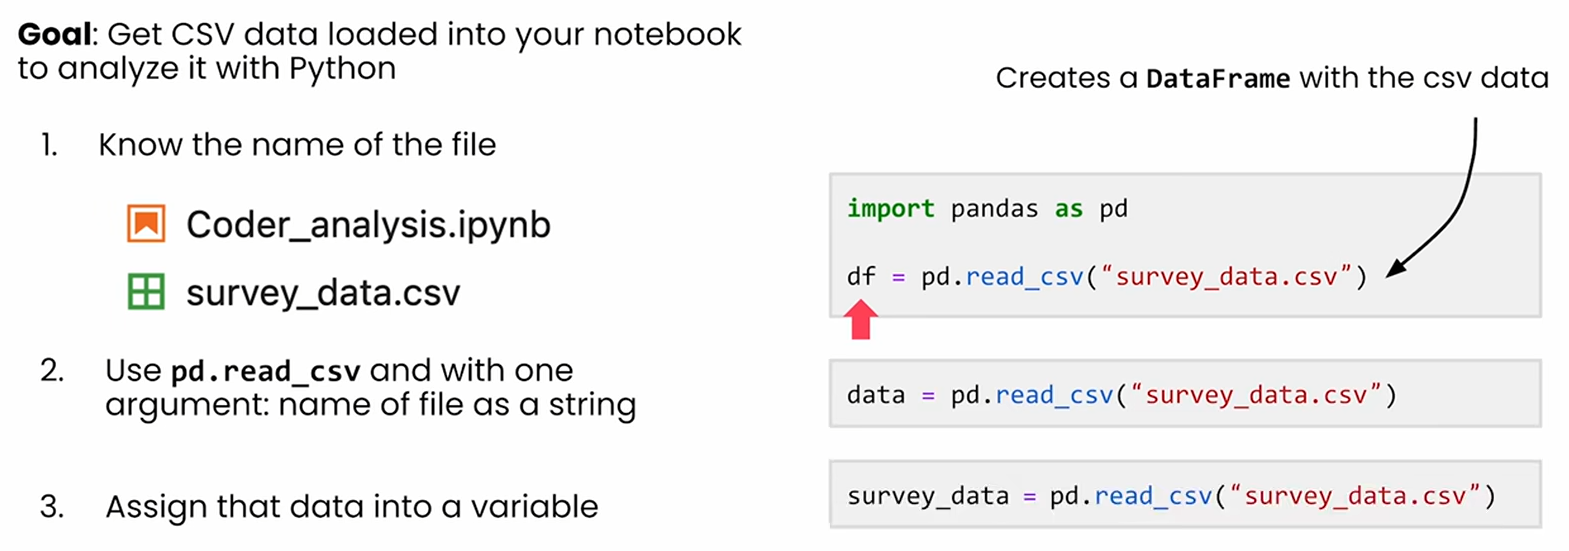 Goal: Get CSV data loaded into your notebook
to analyze it with Python
1. Know the name of the file
Coder_analysis.ipynb
survey_data.csv
2. Use pd.read_csv and with one
argument: name of file as a string
3. Assign that data into a variable
Creates a DataFrame with the csv data
import pandas as pd
df = pd.read_csv(“survey_data.csv”)
data = pd.read_csv(“survey_data.csv”)
survey_data = pd.read_csv(“survey_data.csv”)